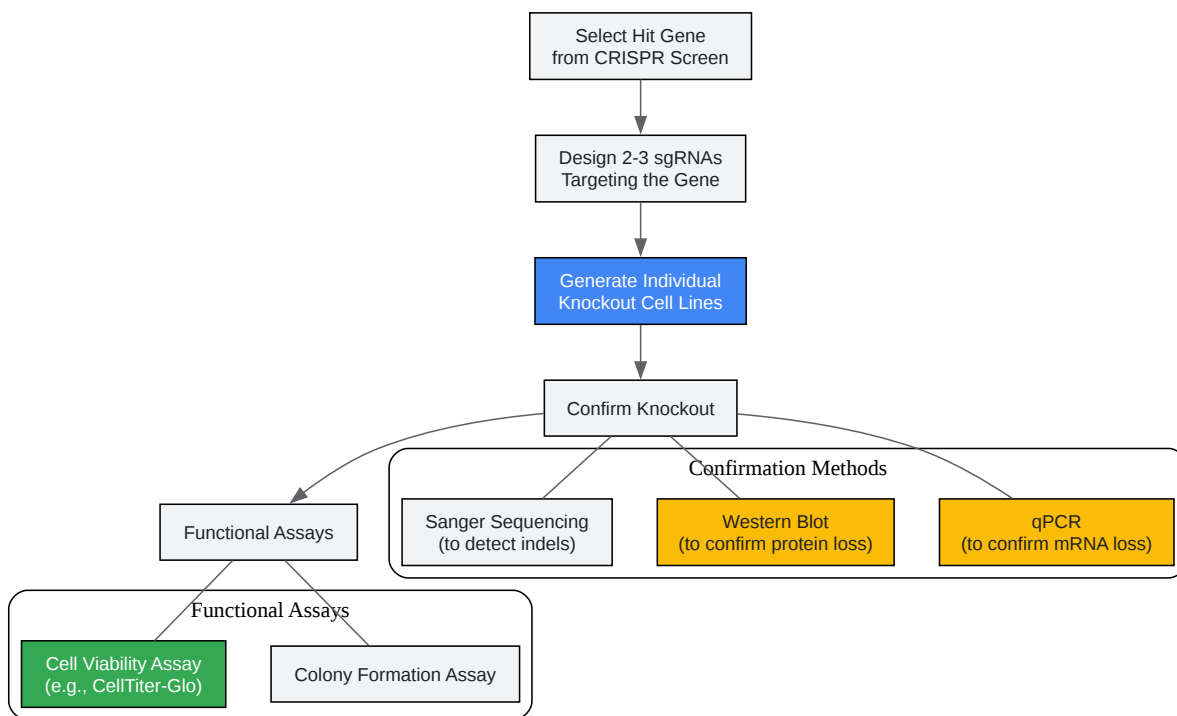 Select Hit Gene
from CRISPR Screen
Design 2-3 sgRNAs
Targeting the Gene
Generate Individual
Knockout Cell Lines
Confirm Knockout
Confirmation Methods
Sanger Sequencing
(to detect indels)
Western Blot
(to confirm protein loss)
qPCR
(to confirm mRNA loss)
Functional Assays
Functional Assays
Cell Viability Assay
(e.g., CellTiter-Glo)
Colony Formation Assay